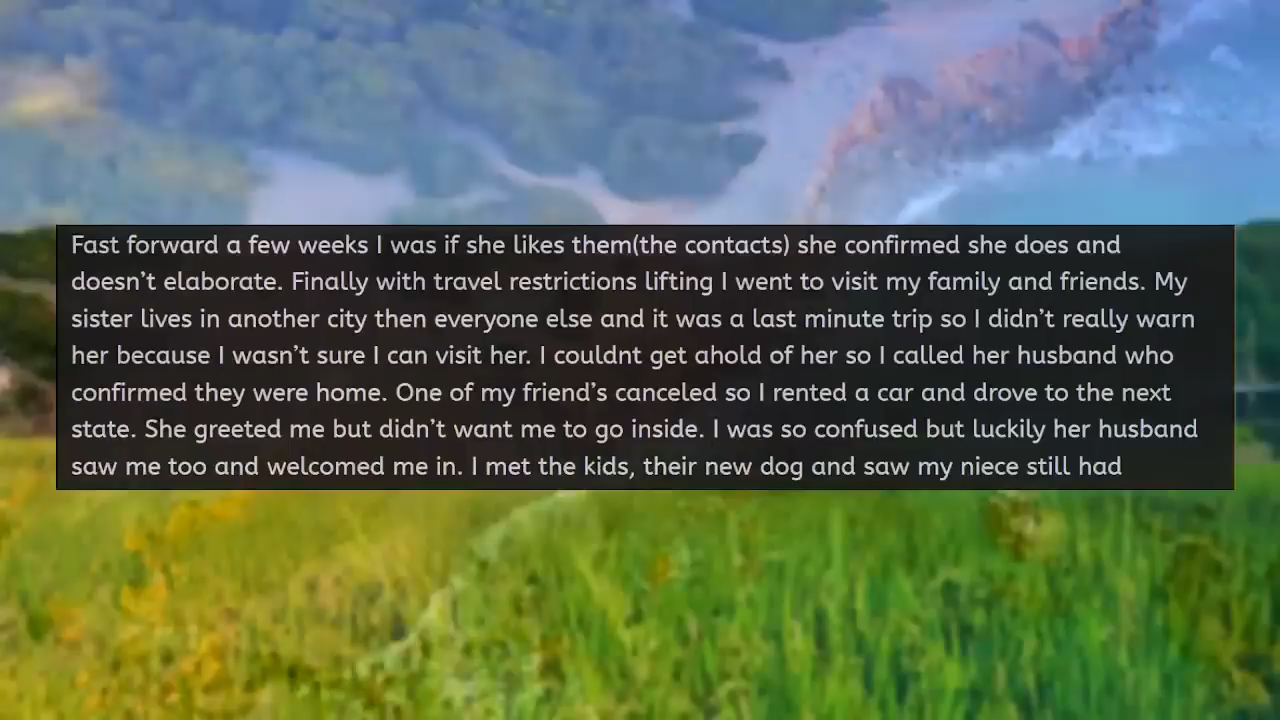 Fast forward a few weeks I was if she likes them(the contacts) she confirmed she does and
doesn’t elaborate. Finally with travel restrictions lifting I went to visit my family and friends. My
sister lives in another city then everyone else and it was a last minute trip so I didn’t really warn
her because I wasn’t sure I can visit her. I couldnt get ahold of her so I called her husband who
confirmed they were home. One of my friend’s canceled so I rented a car and drove to the next
state. She greeted me but didn’t want me to go inside. I was so confused but luckily her husband
saw me too and welcomed me in. I met the kids, their new dog and saw my niece still had